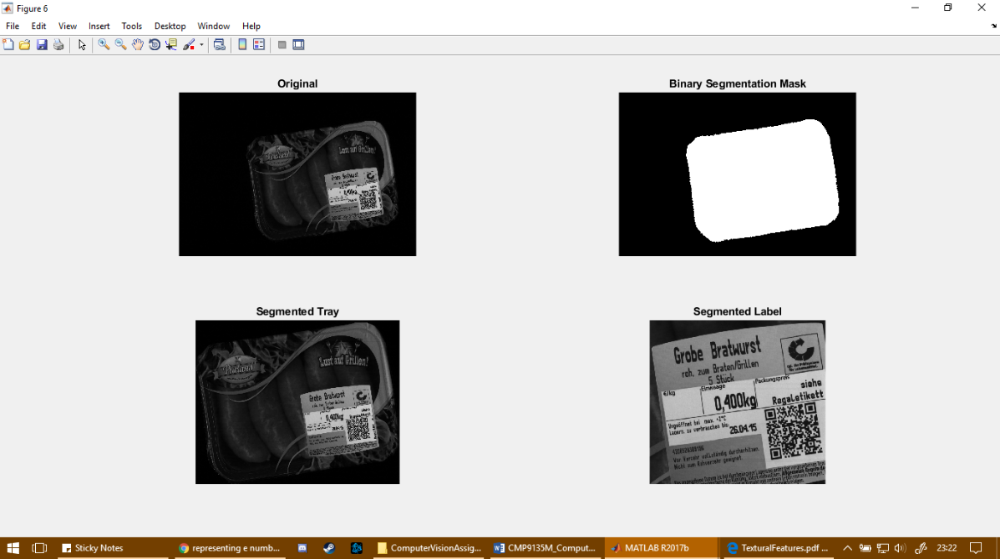 Figure 6
File Edit View Insert Tools Desktop Window Help
Original
Binary Segmentation Mask
Lust auf Grillen!
Grobe Bratwurst
0,400kg
Segmented Tray
Segmented Label
Lust auf Grillen!
Grobe Bratwurst
0,400kg
26.04.15
Grobe Bratwurst
roh, zum Braten/Grillen
5 Stück
€/kg
Einwaage
Packungspreis
0,400kg
siehe
Regaletikett
Ungeöffnet bei max. +2°C
Lagern, zu verbrauchen bis:
26.04.15
Vor Verzehr vollständig durcherhitzen.
Nicht zum Rohverzehr geeignet.
Sticky Notes
representing e numb...
ComputerVisionAssig...
CMP9135M_Comput...
MATLAB R2017b
TexturalFeatures.pdf ...
23:22